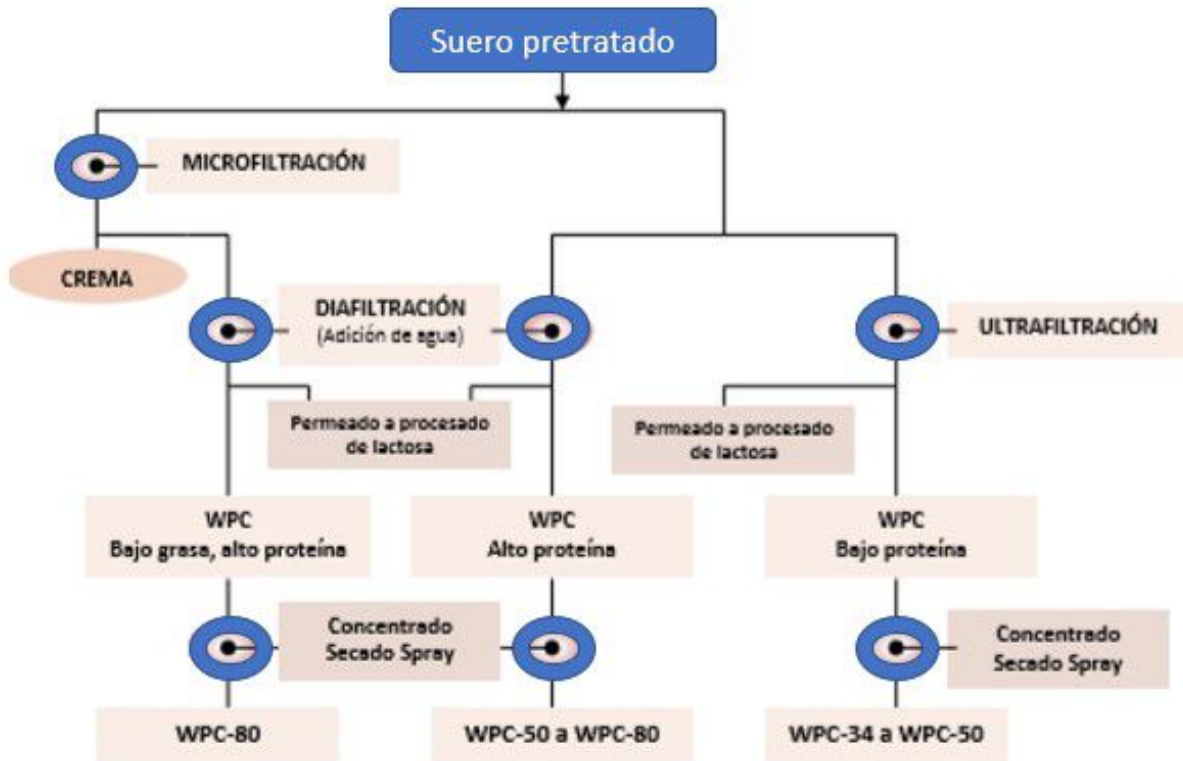 Suero pretratado
MICROFILTRACIÓN
CREMA
DIAFILTRACIÓN
(Adición de agua)
ULTRAFILTRACIÓN
Permeado a procesado
de lactosa
Permeado a procesado
de lactosa
WPC
Bajo grasa, alto proteína
WPC
Alto proteína
WPC
Bajo proteína
Concentrado
Secado Spray
Concentrado
Secado Spray
WPC-80
WPC-50 a WPC-80
WPC-34 a WPC-50